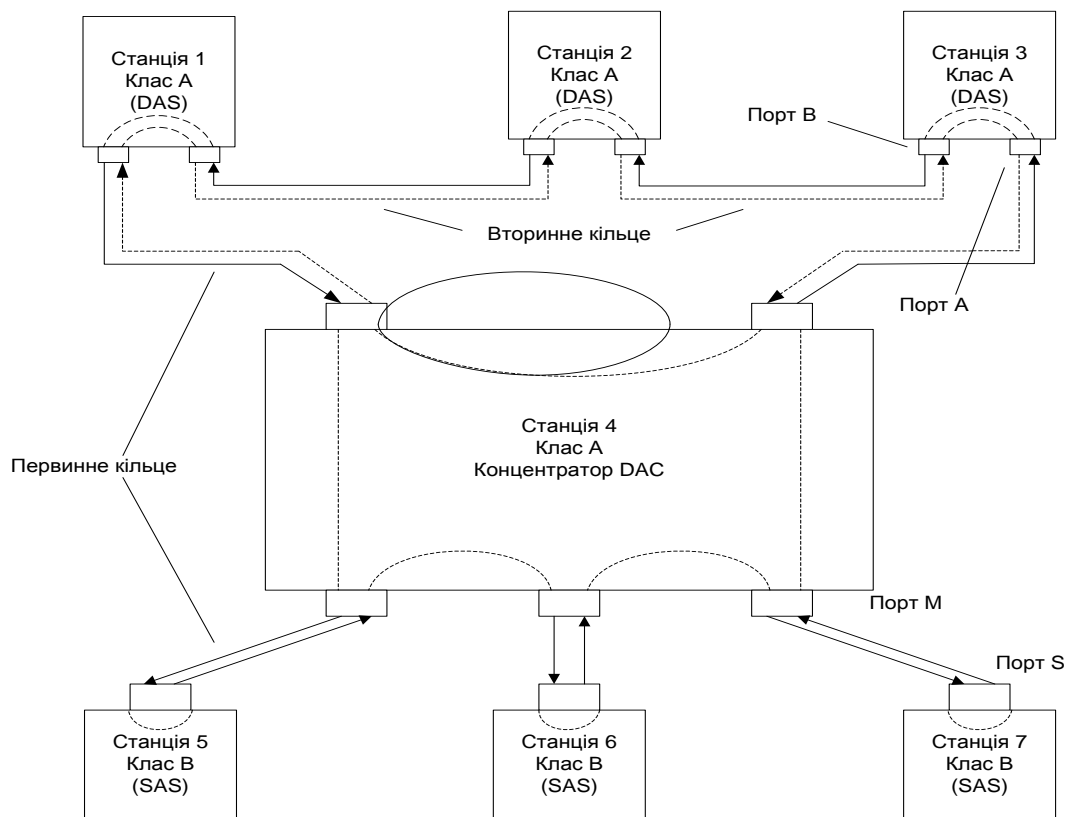 Станція 1
Клас А
(DAS)
Станція 2
Клас А
(DAS)
Станція 3
Клас А
(DAS)
Порт В
Вторинне кільце
Порт А
Станція 4
Клас А
Концентратор DAC
Первинне кільце
Порт М
Порт S
Станція 5
Клас В
(SAS)
Станція 6
Клас В
(SAS)
Станція 7
Клас В
(SAS)